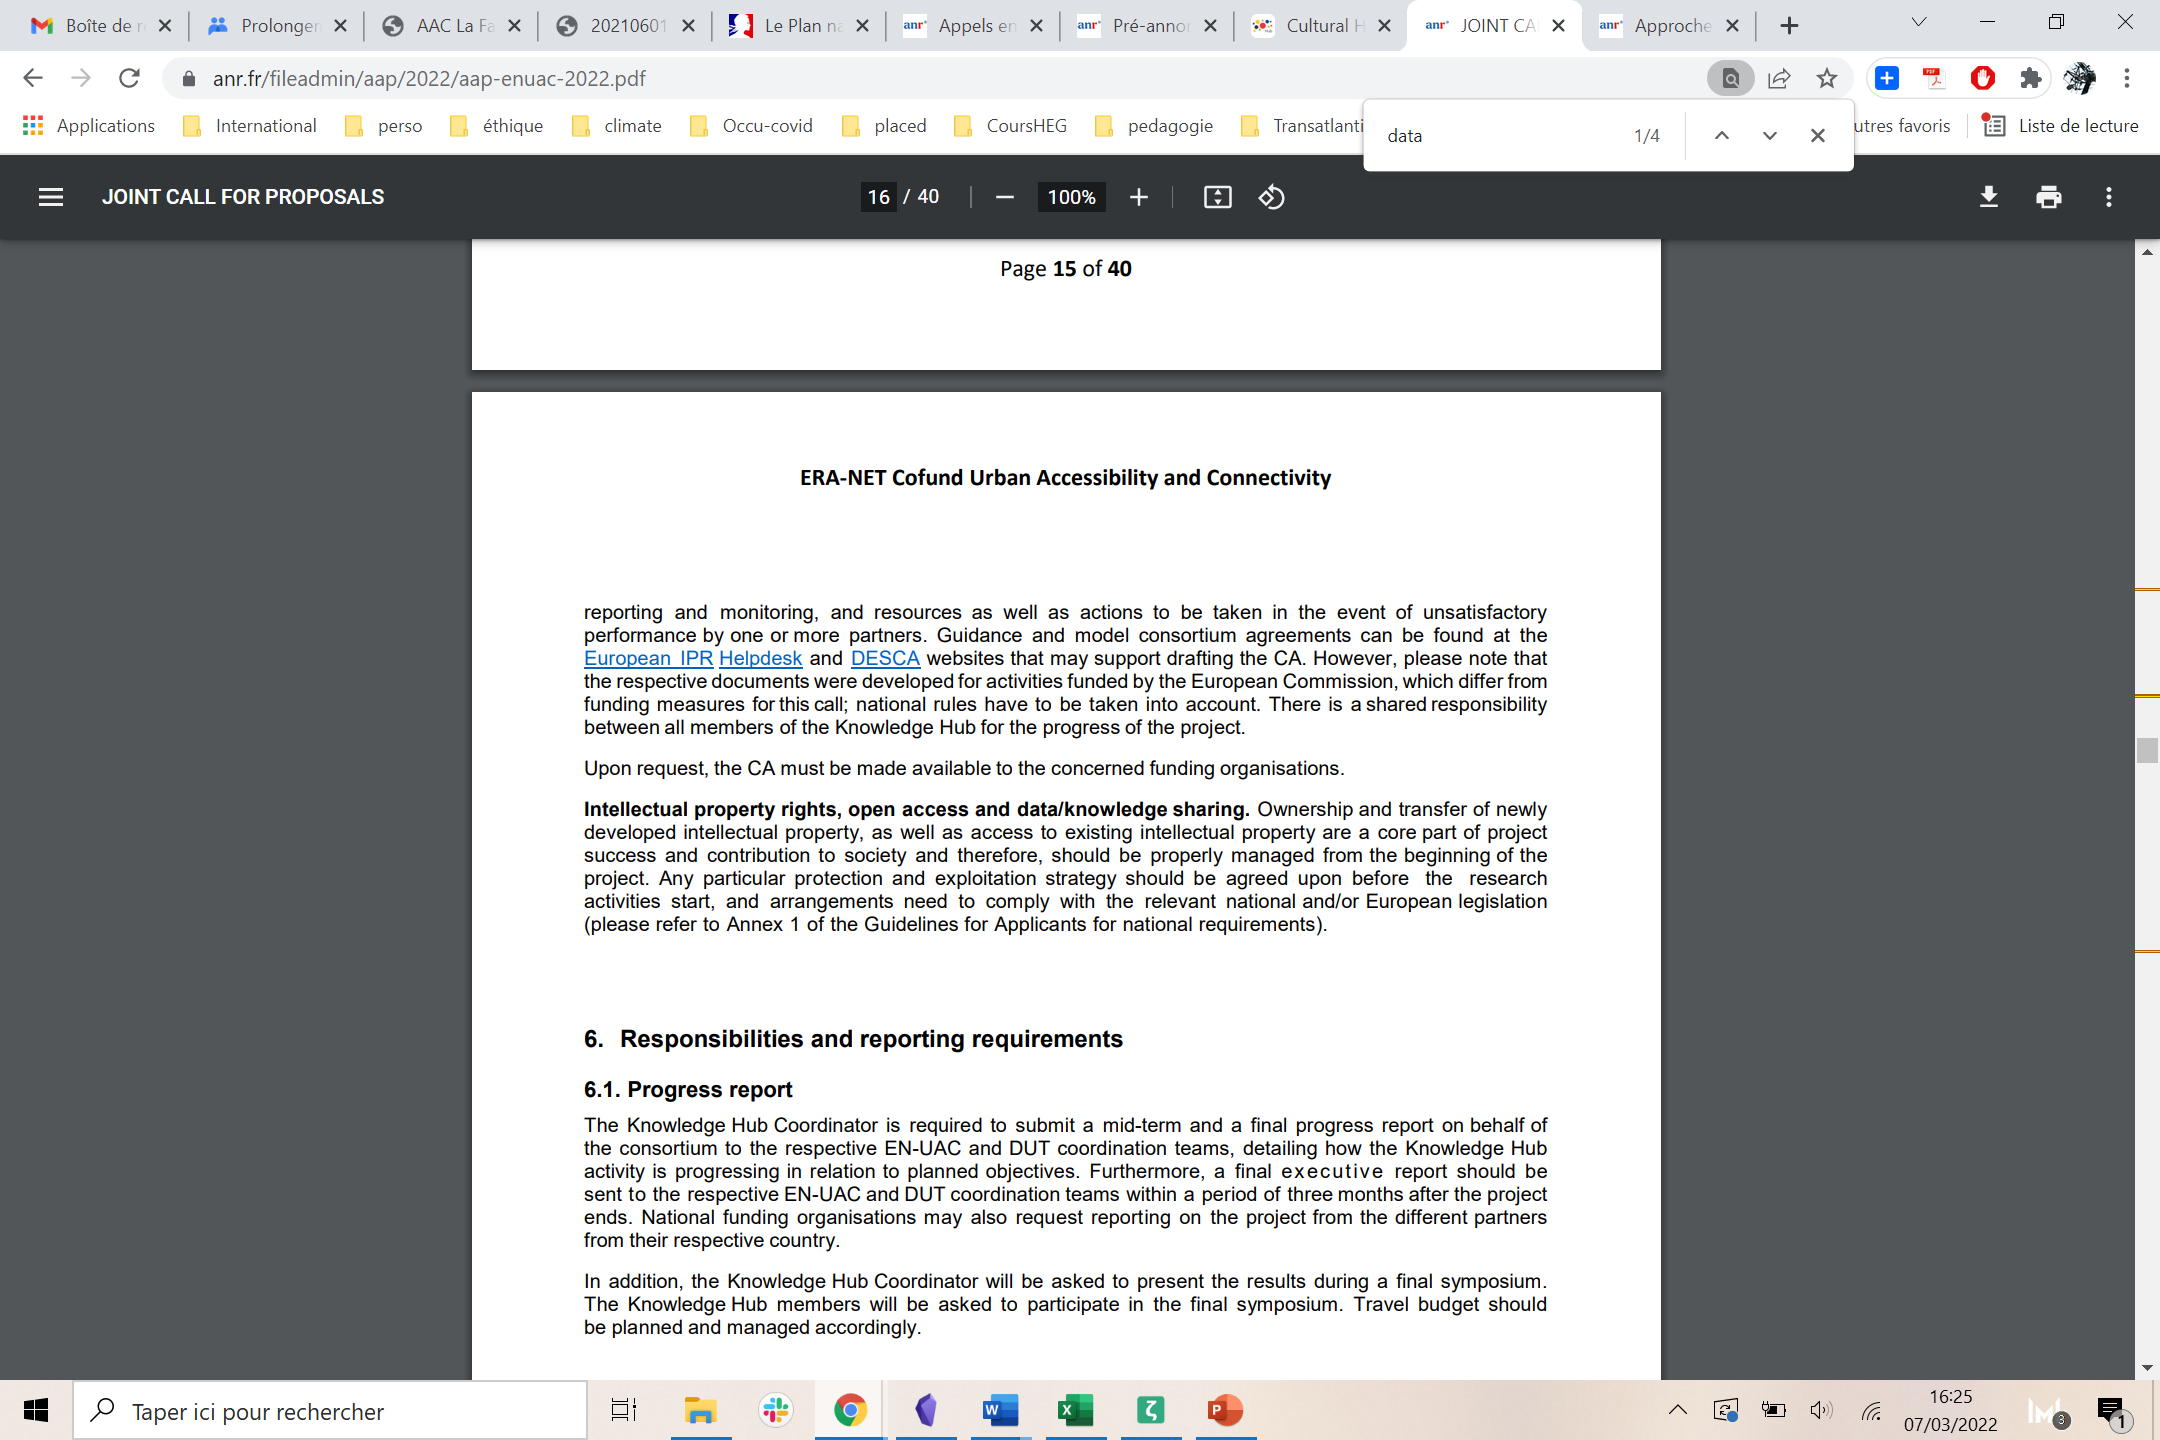 Boîte de r
Prolonger
AAC La Fa
20210601
Le Plan na
anr Appels en
anr Pré-annon
Cultural H
anr JOINT CA
anr Approche
anr.fr/fileadmin/aap/2022/aap-enuac-2022.pdf
Applications
International
perso
éthique
climate
Occu-covid
placed
CoursHEG
pedagogie
Transatlanti
data 1/4
utres favoris
Liste de lecture
JOINT CALL FOR PROPOSALS
16 / 40
100%
Page 15 of 40
ERA-NET Cofund Urban Accessibility and Connectivity
reporting and monitoring, and resources as well as actions to be taken in the event of unsatisfactory
performance by one or more partners. Guidance and model consortium agreements can be found at the
European IPR Helpdesk and DESCA websites that may support drafting the CA. However, please note that
the respective documents were developed for activities funded by the European Commission, which differ from
funding measures for this call; national rules have to be taken into account. There is a shared responsibility
between all members of the Knowledge Hub for the progress of the project.
Upon request, the CA must be made available to the concerned funding organisations.
Intellectual property rights, open access and data/knowledge sharing. Ownership and transfer of newly
developed intellectual property, as well as access to existing intellectual property are a core part of project
success and contribution to society and therefore, should be properly managed from the beginning of the
project. Any particular protection and exploitation strategy should be agreed upon before the research
activities start, and arrangements need to comply with the relevant national and/or European legislation
(please refer to Annex 1 of the Guidelines for Applicants for national requirements).
6. Responsibilities and reporting requirements
6.1. Progress report
The Knowledge Hub Coordinator is required to submit a mid-term and a final progress report on behalf of
the consortium to the respective EN-UAC and DUT coordination teams, detailing how the Knowledge Hub
activity is progressing in relation to planned objectives. Furthermore, a final executive report should be
sent to the respective EN-UAC and DUT coordination teams within a period of three months after the project
ends. National funding organisations may also request reporting on the project from the different partners
from their respective country.
In addition, the Knowledge Hub Coordinator will be asked to present the results during a final symposium.
The Knowledge Hub members will be asked to participate in the final symposium. Travel budget should
be planned and managed accordingly.
Taper ici pour rechercher
16:25
07/03/2022
3
1